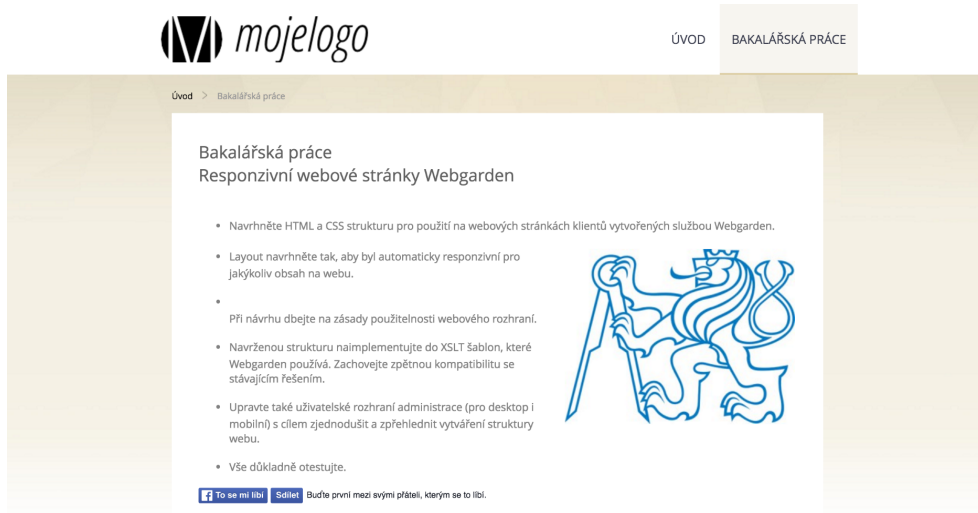 mojelogo
ÚVOD BAKALÁŘSKÁ PRÁCE
Úvod > Bakalářská práce
Bakalářská práce
Responzivní webové stránky Webgarden
• Navrhněte HTML a CSS strukturu pro použití na webových stránkách klientů vytvořených službou Webgarden.
• Layout navrhněte tak, aby byl automaticky responzivní pro
jakýkoliv obsah na webu.
•
Při návrhu dbejte na zásady použitelnosti webového rozhraní.
• Navrženou strukturu naimplementujte do XSLT šablon, které
Webgarden používá. Zachovejte zpětnou kompatibilitu se
stávajícím řešením.
• Upravte také uživatelské rozhraní administrace (pro desktop i
mobilní) s cílem zjednodušit a zpřehlednit vytváření struktury
webu.
• Vše důkladně otestujte.
To se mi líbí Sdílet Buďte první mezi svými přáteli, kterým se to líbí.